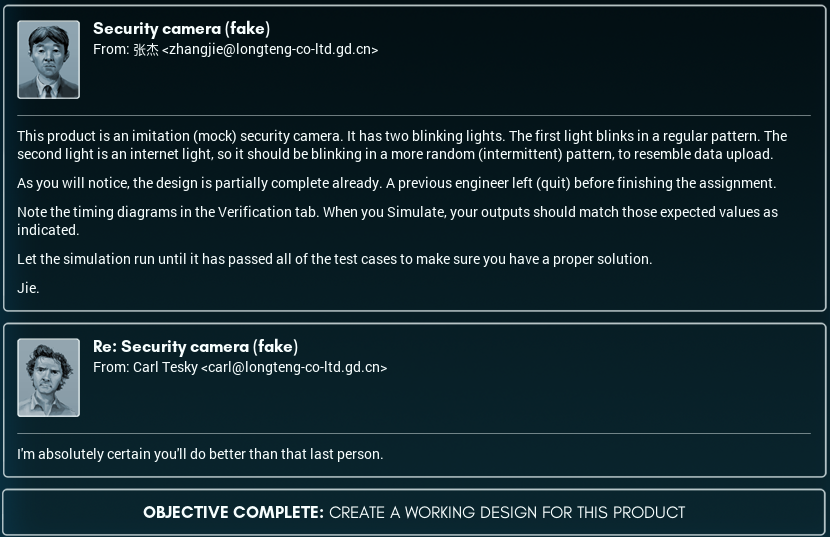 Security camera (fake)
From: 张杰 <zhangjie@longteng-co-ltd.gd.cn>
This product is an imitation (mock) security camera. It has two blinking lights. The first light blinks in a regular pattern. The
second light is an internet light, so it should be blinking in a more random (intermittent) pattern, to resemble data upload.
As you will notice, the design is partially complete already. A previous engineer left (quit) before finishing the assignment.
Note the timing diagrams in the Verification tab. When you Simulate, your outputs should match those expected values as
indicated.
Let the simulation run until it has passed all of the test cases to make sure you have a proper solution.
Jie.
Re: Security camera (fake)
From: Carl Tesky <carl@longteng-co-ltd.gd.cn>
I'm absolutely certain you'll do better than that last person.
OBJECTIVE COMPLETE: CREATE A WORKING DESIGN FOR THIS PRODUCT